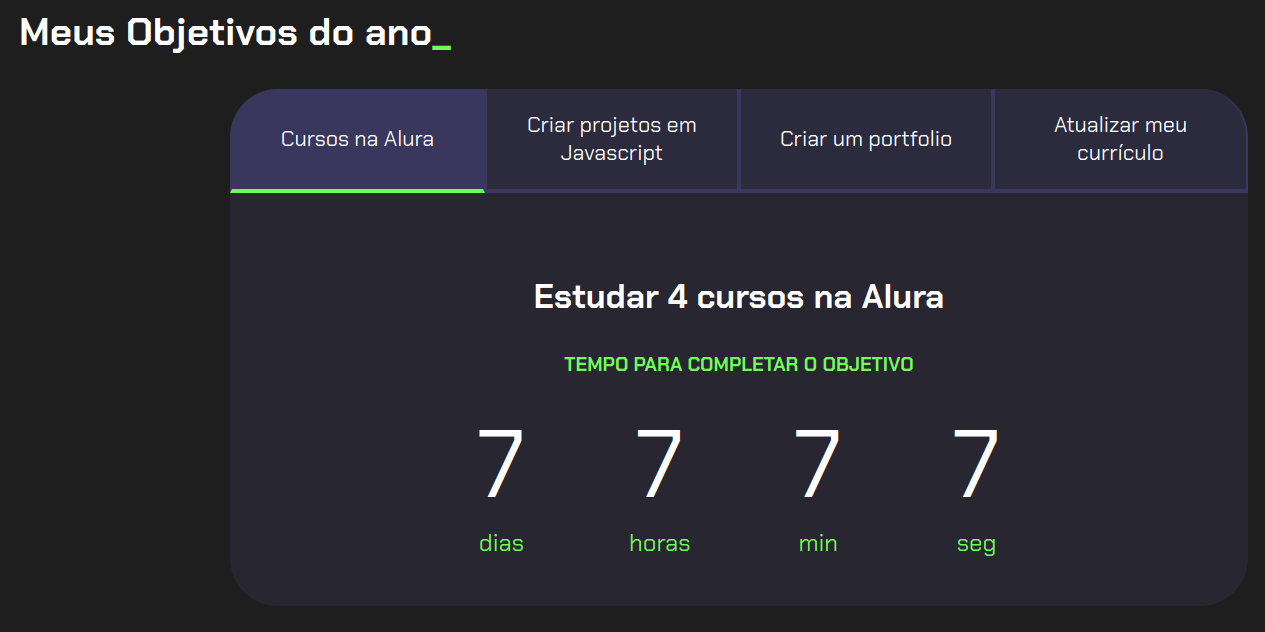 Meus Objetivos do ano_
Cursos na Alura
Criar projetos em
Javascript
Criar um portfolio
Atualizar meu
currículo
Estudar 4 cursos na Alura
TEMPO PARA COMPLETAR O OBJETIVO
7 7 7 7
dias horas min seg